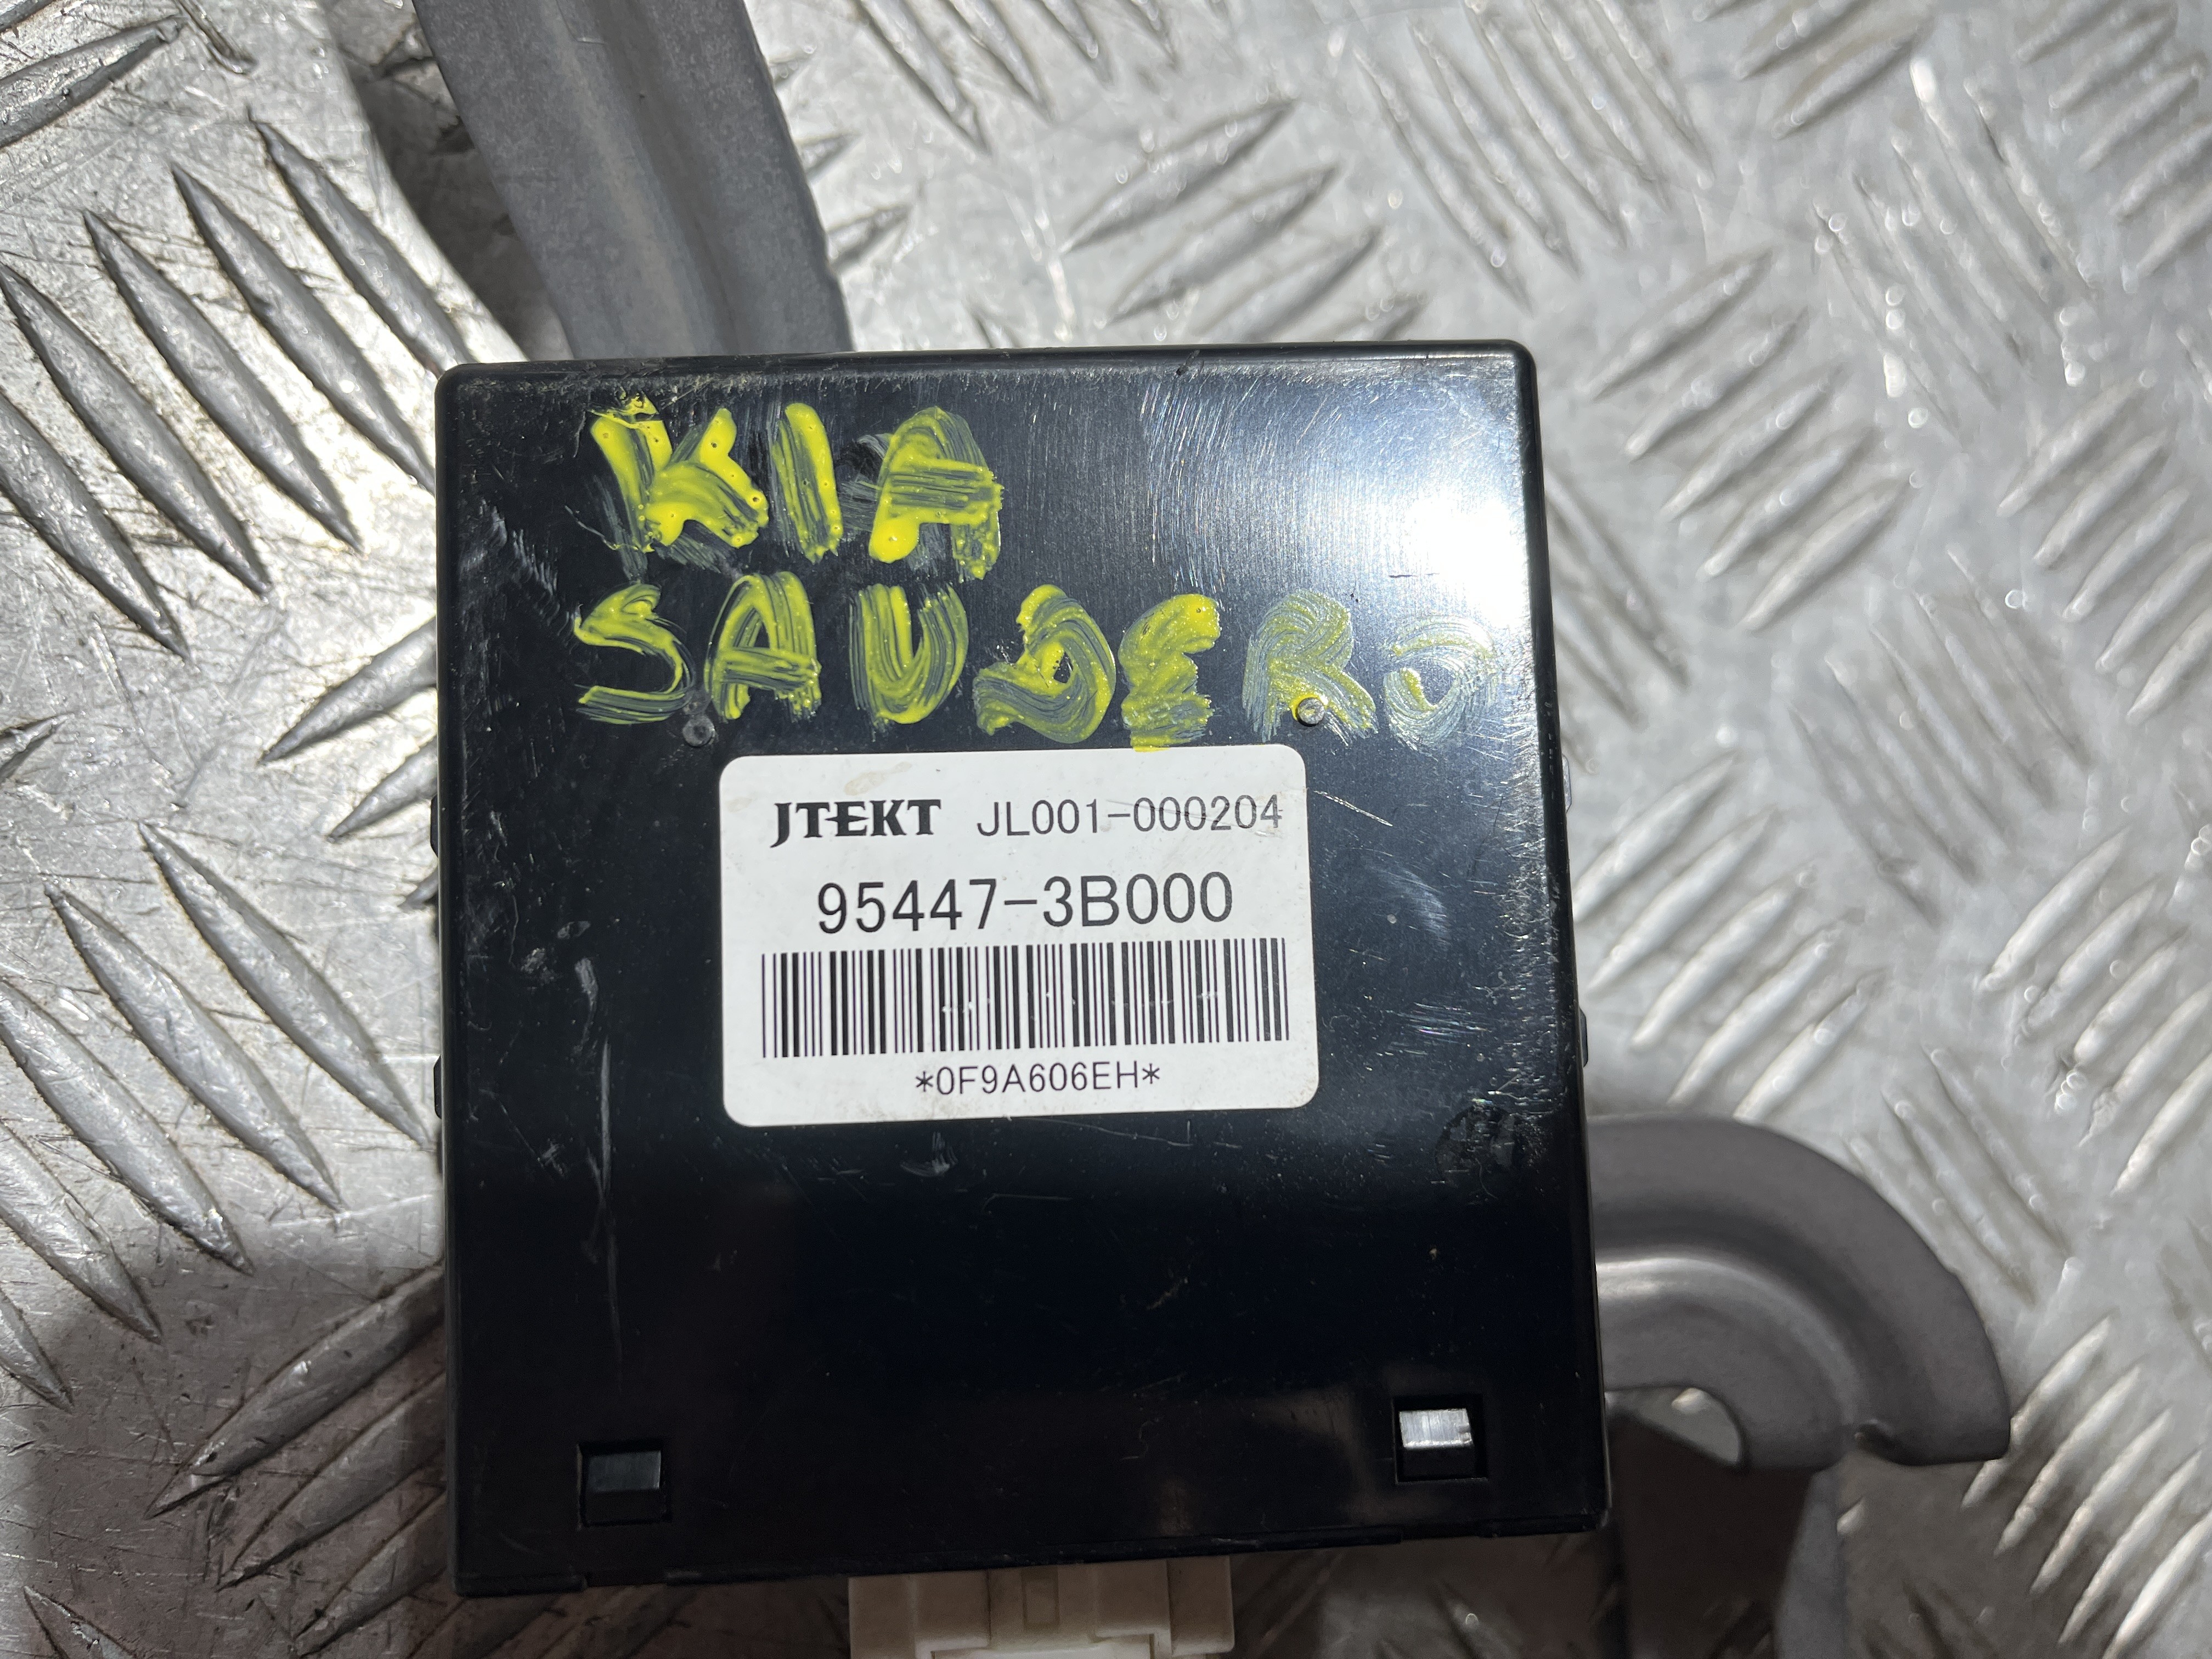 KIA
SAUDERO
JTEKT JL001-000204
95447-3B000
*0F9A606EH*